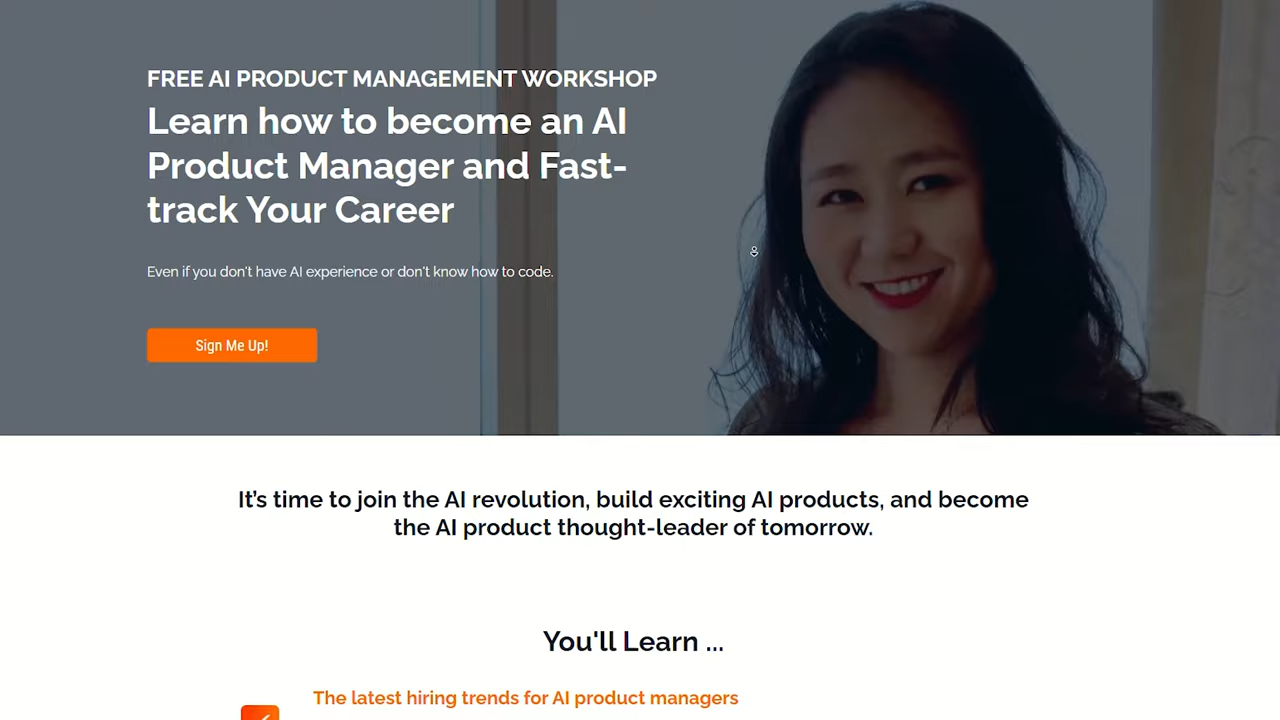 FREE AI PRODUCT MANAGEMENT WORKSHOP
Learn how to become an AI
Product Manager and Fast-
track Your Career
Even if you don't have AI experience or don't know how to code.
Sign Me Up!
It's time to join the AI revolution, build exciting AI products, and become
the AI product thought-leader of tomorrow.
You'll Learn ...
The latest hiring trends for AI product managers